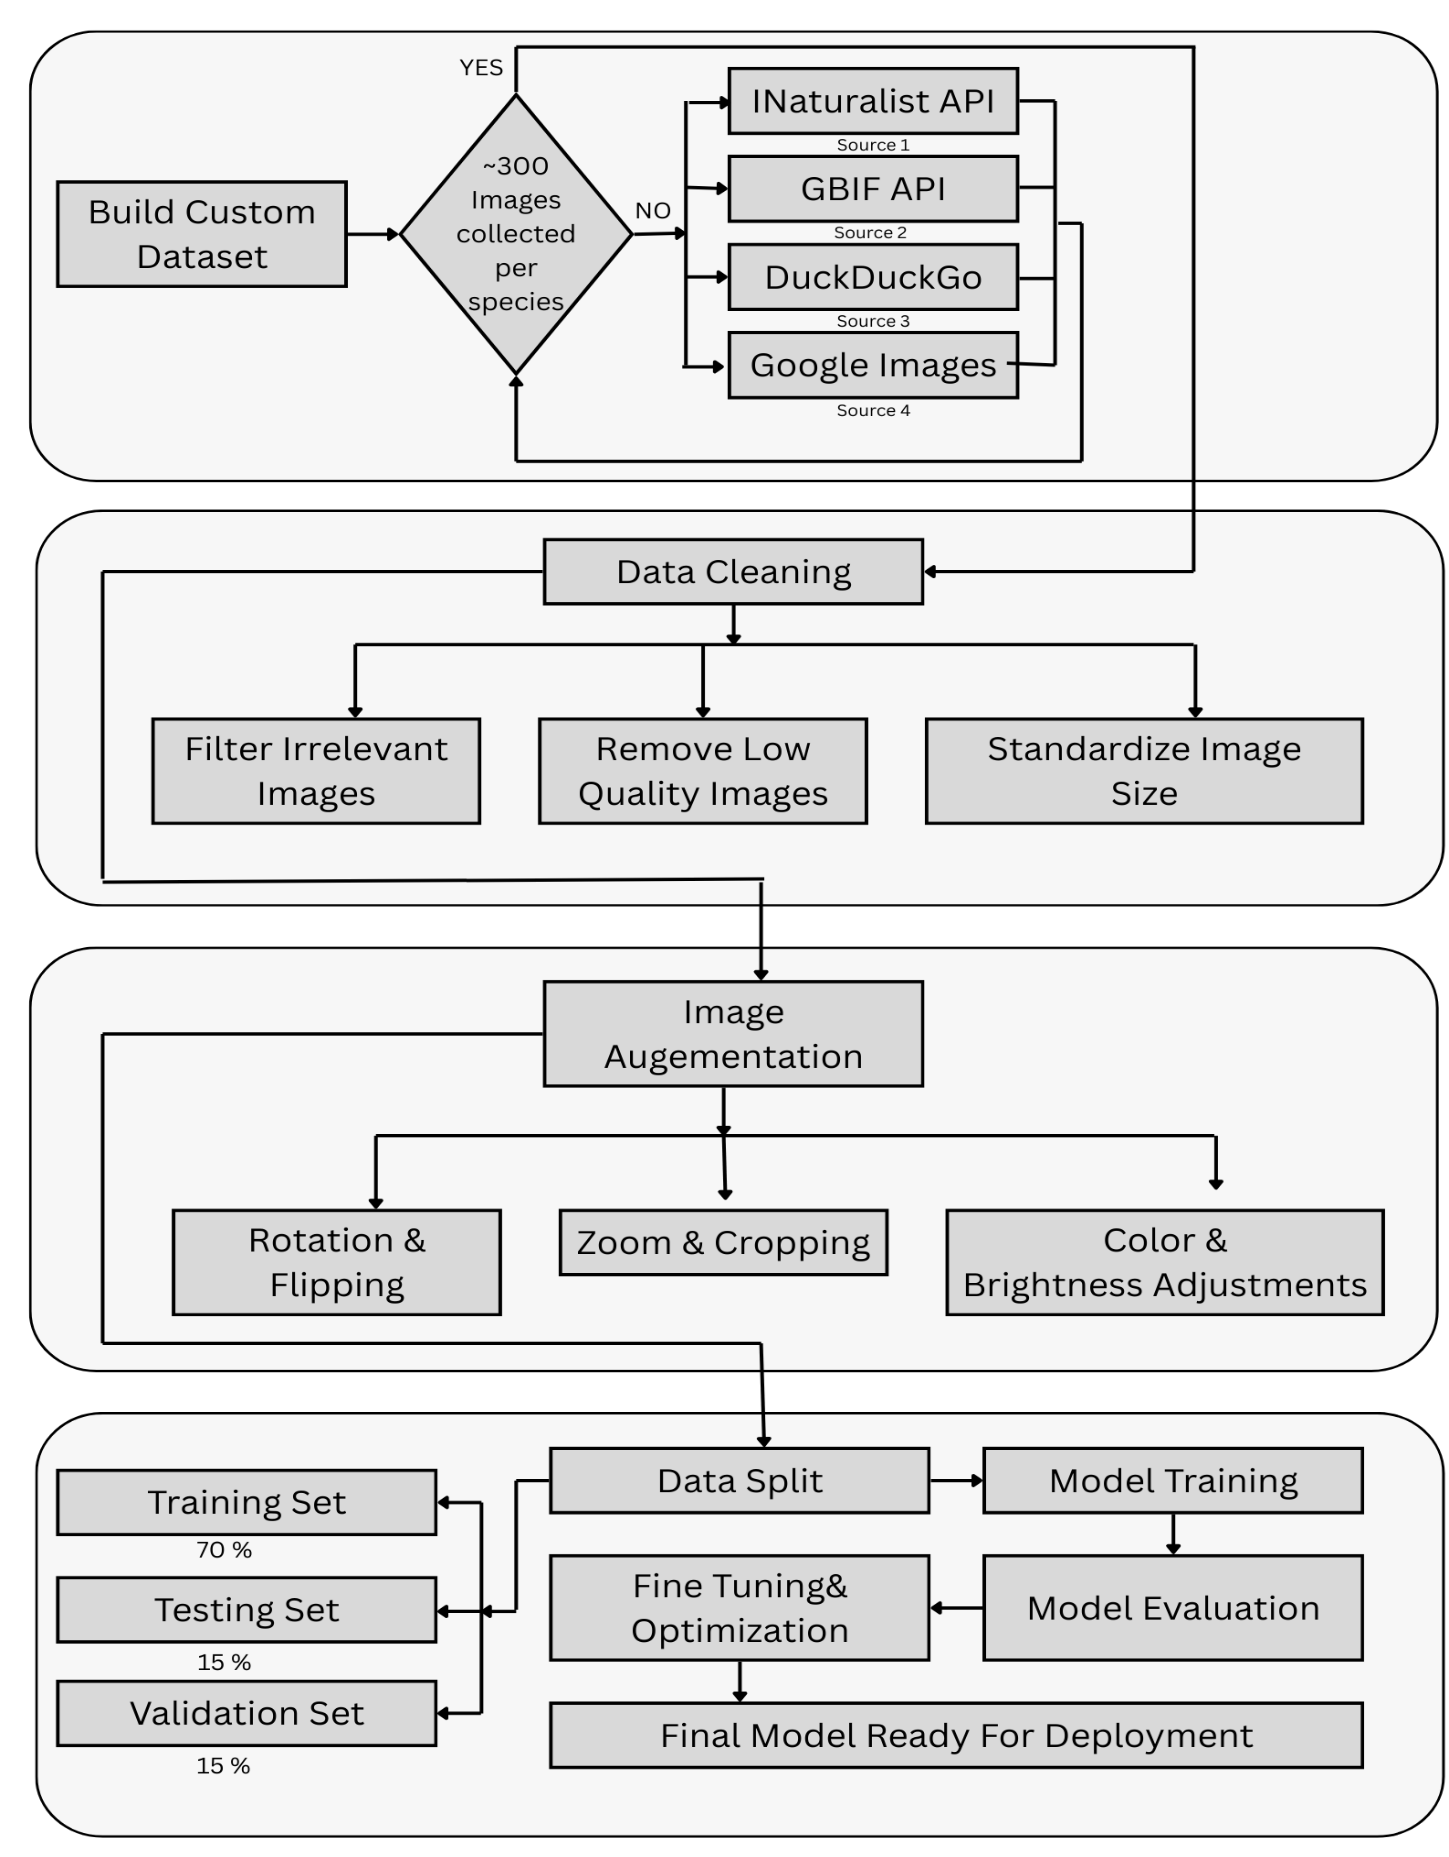 YES
INaturalist API
Source 1
~300
Images
collected
per
species
Build Custom
Dataset
NO
GBIF API
Source 2
DuckDuckGo
Source 3
Google Images
Source 4
Data Cleaning
Filter Irrelevant
Images
Remove Low
Quality Images
Standardize Image
Size
Image
Augementation
Rotation &
Flipping
Zoom & Cropping
Color &
Brightness Adjustments
Data Split
Model Training
Training Set
70 %
Testing Set
15 %
Validation Set
15 %
Fine Tuning&
Optimization
Model Evaluation
Final Model Ready For Deployment